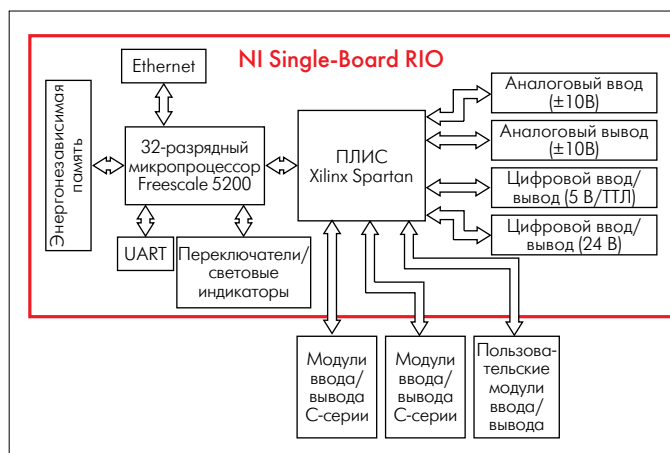 NI Single-Board RIO
Ethernet
Энергонезависимая
память
32-разрядный
микропроцессор
Freescale 5200
UART
Переключатели/
световые
индикаторы
ПЛИС
Xilinx Spartan
Аналоговый ввод
(±10В)
Аналоговый вывод
(±10В)
Цифровой ввод/
вывод (5 В/ТТЛ)
Цифровой ввод/
вывод (24 В)
Модули
ввода/
вывода
С-серии
Модули
ввода/
вывода
С-серии
Пользова-
тельские
модули
ввода/
вывода